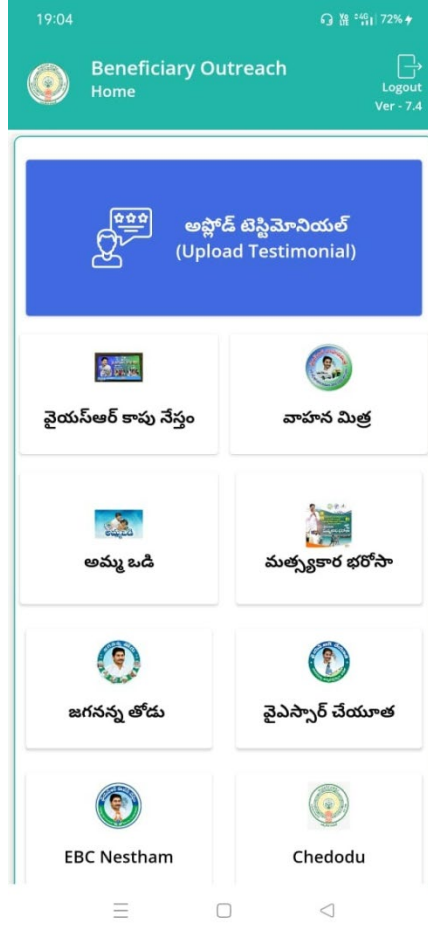 19:04
72%
Beneficiary Outreach
Home
Logout
Ver - 7.4
అప్లోడ్ టెస్టిమోనియల్
(Upload Testimonial)
వైయస్ఆర్ కాపు నేస్తం
వాహన మిత్ర
అమ్మ ఒడి
మత్స్యకార భరోసా
జగనన్న తోడు
వైఎస్సార్ చేయూత
EBC Nestham
Chedodu